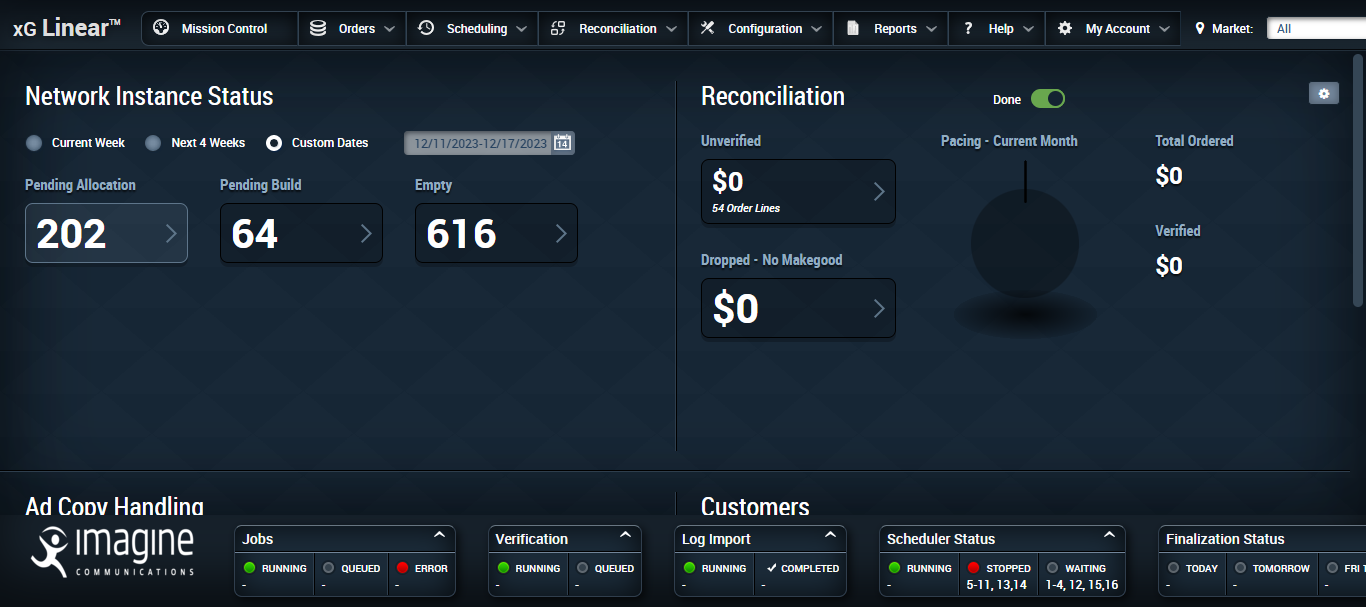 xG Linear™
Mission Control
Orders
Scheduling
Reconciliation
Configuration
Reports
? Help
My Account
Market:
All
Network Instance Status
Current Week
Next 4 Weeks
Custom Dates
12/11/2023-12/17/2023
14
Pending Allocation
Pending Build
Empty
202
64
616
Reconciliation
Done
Unverified
$0
54 Order Lines
Dropped - No Makegood
$0
Pacing - Current Month
Total Ordered
$0
Verified
$0
Ad Copy Handling
Customers
imagine
COMMUNICATIONS
Jobs
RUNNING
-
QUEUED
-
ERROR
-
Verification
RUNNING
-
QUEUED
-
Log Import
RUNNING
-
COMPLETED
-
Scheduler Status
RUNNING
-
STOPPED
5-11, 13,14
WAITING
1-4, 12, 15,16
Finalization Status
TODAY
-
TOMORROW
-
FRI
-